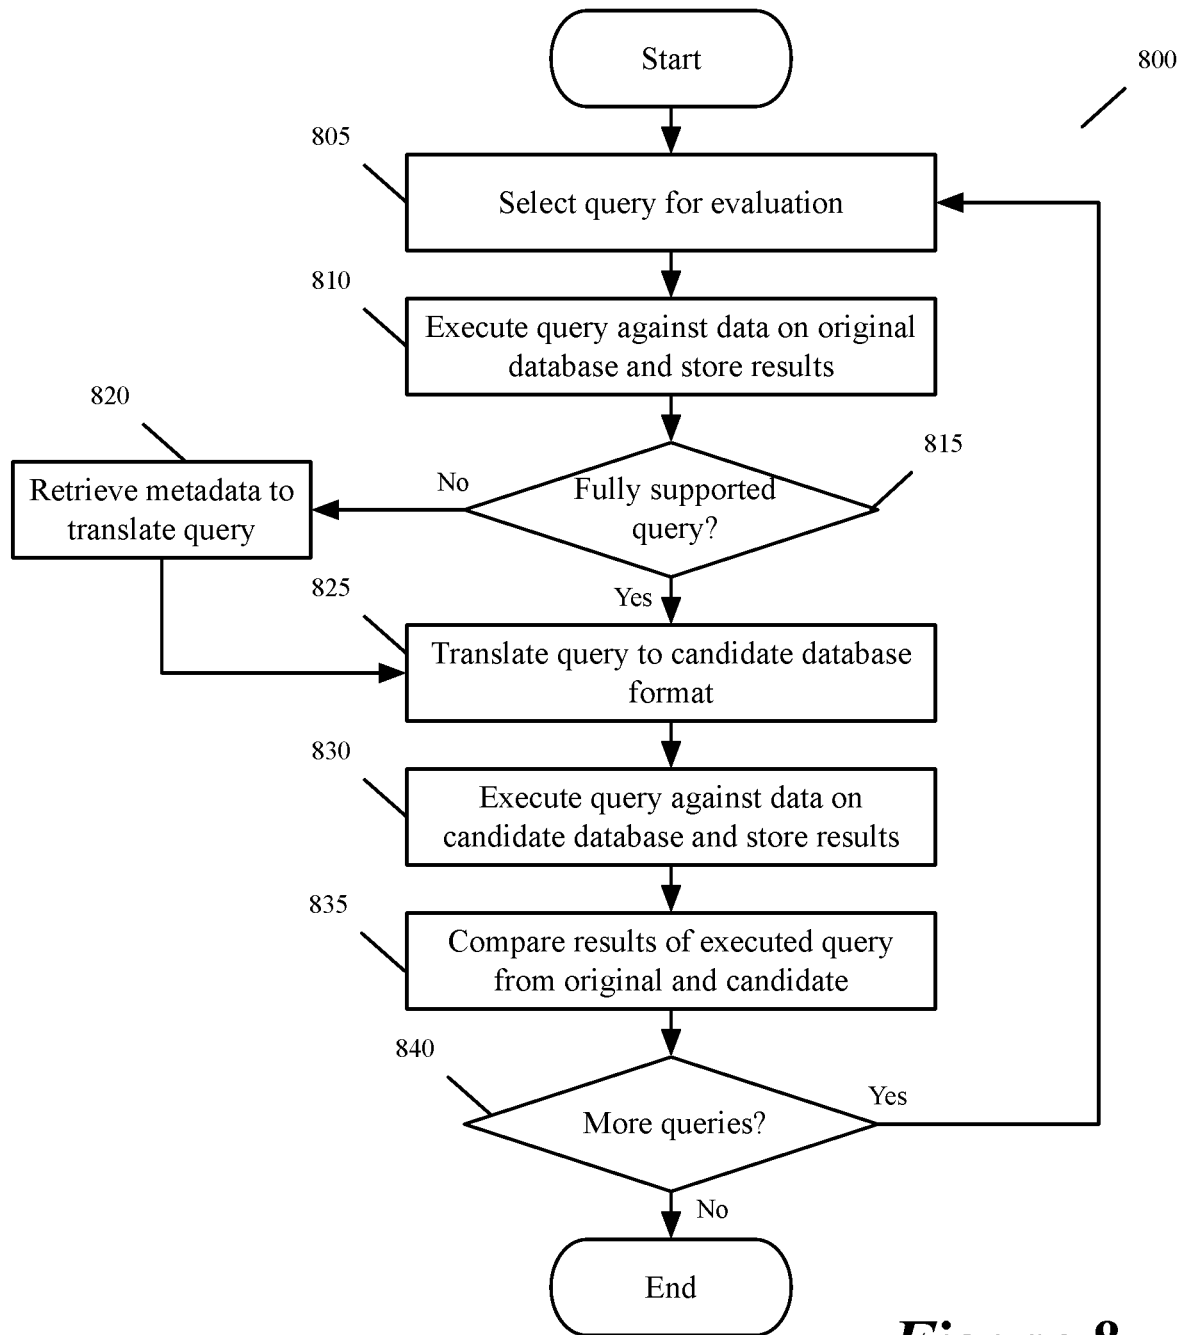 Start
800
805
Select query for evaluation
810
Execute query against data on original
database and store results
820
815
Retrieve metadata to
translate query
No
Fully supported
query?
825
Yes
Translate query to candidate database
format
830
Execute query against data on
candidate database and store results
835
Compare results of executed query
from original and candidate
840
More queries?
Yes
No
End
Figure 8